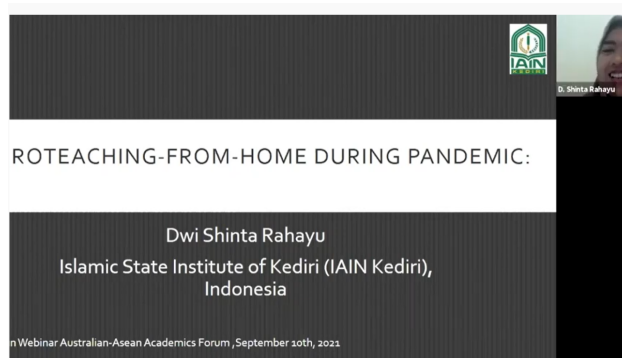 IAIN
KEDIRI
D. Shinta Rahayu
ROTEACHING-FROM-HOME DURING PANDEMIC:
Dwi Shinta Rahayu
Islamic State Institute of Kediri (IAIN Kediri),
Indonesia
n Webinar Australian-Asean Academics Forum ,September 10th, 2021